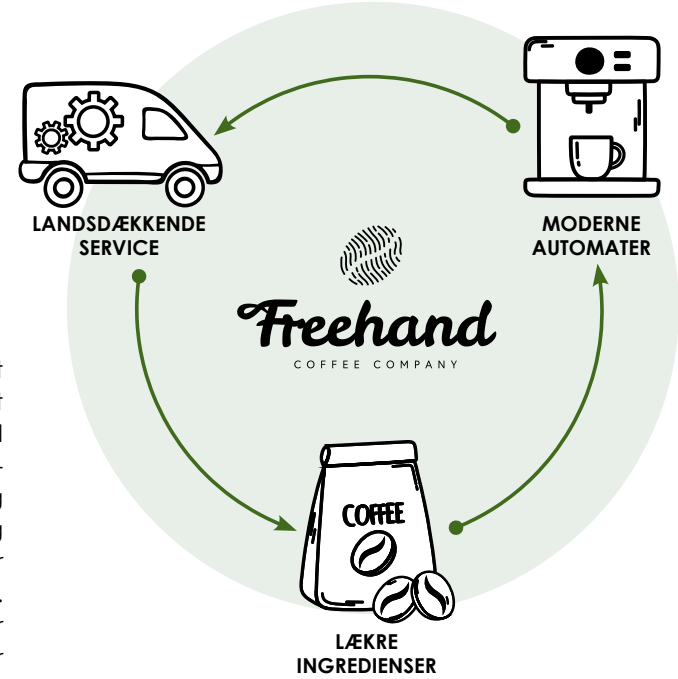 LANDSDÆKKENDE
SERVICE
MODERNE
AUTOMATER
Freehand
COFFEE COMPANY
COFFEE
LÆKRE
INGREDIENSER